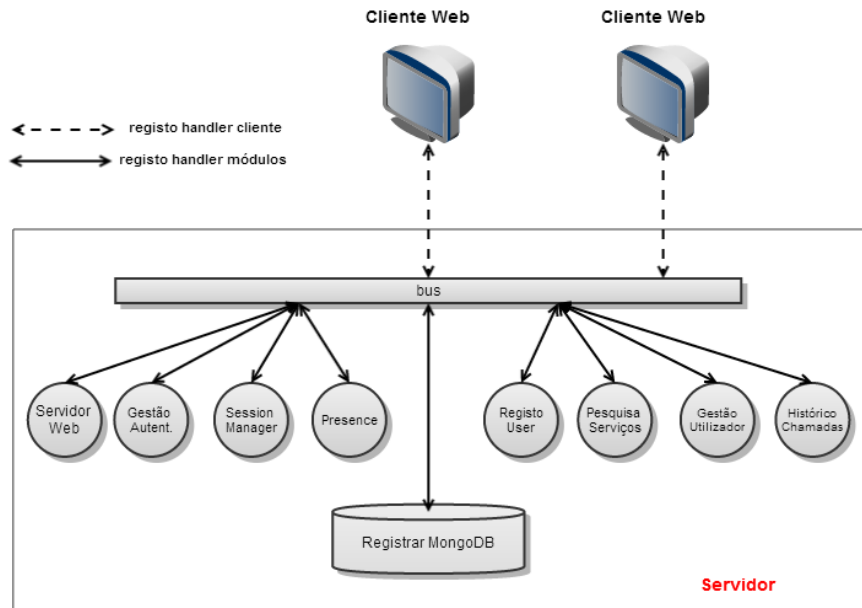 Cliente Web
Cliente Web
registo handler cliente
registo handler módulos
bus
Servidor
Web
Gestão
Autent.
Session
Manager
Presence
Registo
User
Pesquisa
Serviços
Gestão
Utilizador
Histórico
Chamadas
Registrar MongoDB
Servidor